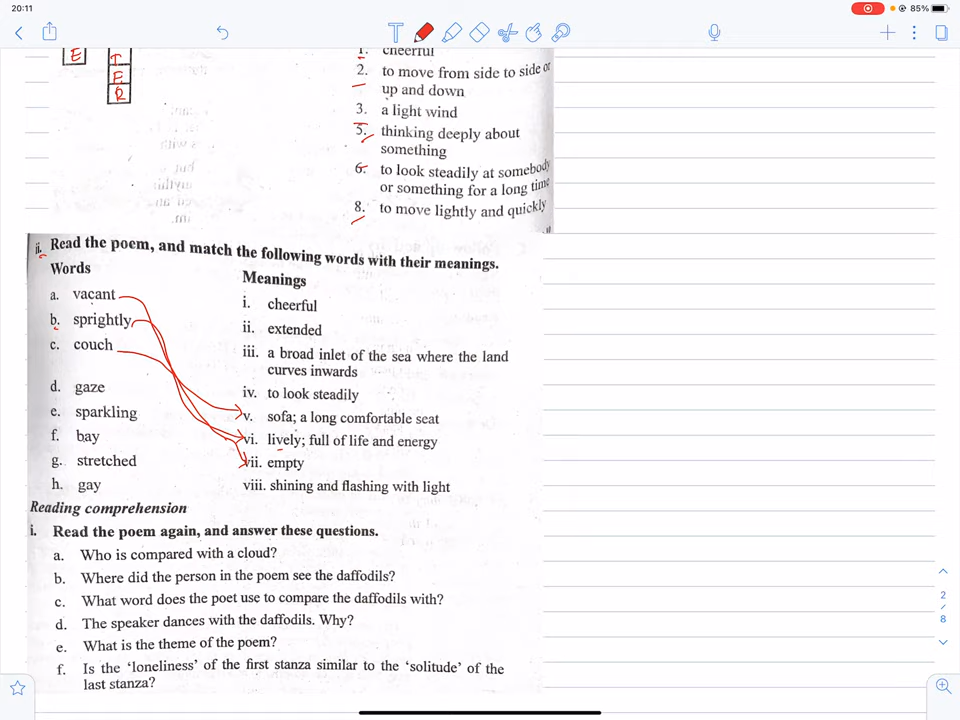 20:11
85%
T
E
T
E
R
1. cheerful
2. to move from side to side or
up and down
3. a light wind
5. thinking deeply about
something
6. to look steadily at somebody
or something for a long time
8. to move lightly and quickly
ii. Read the poem, and match the following words with their meanings.
Words
Meanings
a. vacant
i. cheerful
b. sprightly
ii. extended
c. couch
iii. a broad inlet of the sea where the land
curves inwards
d. gaze
iv. to look steadily
e. sparkling
v. sofa; a long comfortable seat
f. bay
vi. lively; full of life and energy
g. stretched
vii. empty
h. gay
viii. shining and flashing with light
Reading comprehension
i. Read the poem again, and answer these questions.
a. Who is compared with a cloud?
b. Where did the person in the poem see the daffodils?
c. What word does the poet use to compare the daffodils with?
d. The speaker dances with the daffodils. Why?
e. What is the theme of the poem?
f. Is the ‘loneliness’ of the first stanza similar to the ‘solitude’ of the
last stanza?
2
/
8